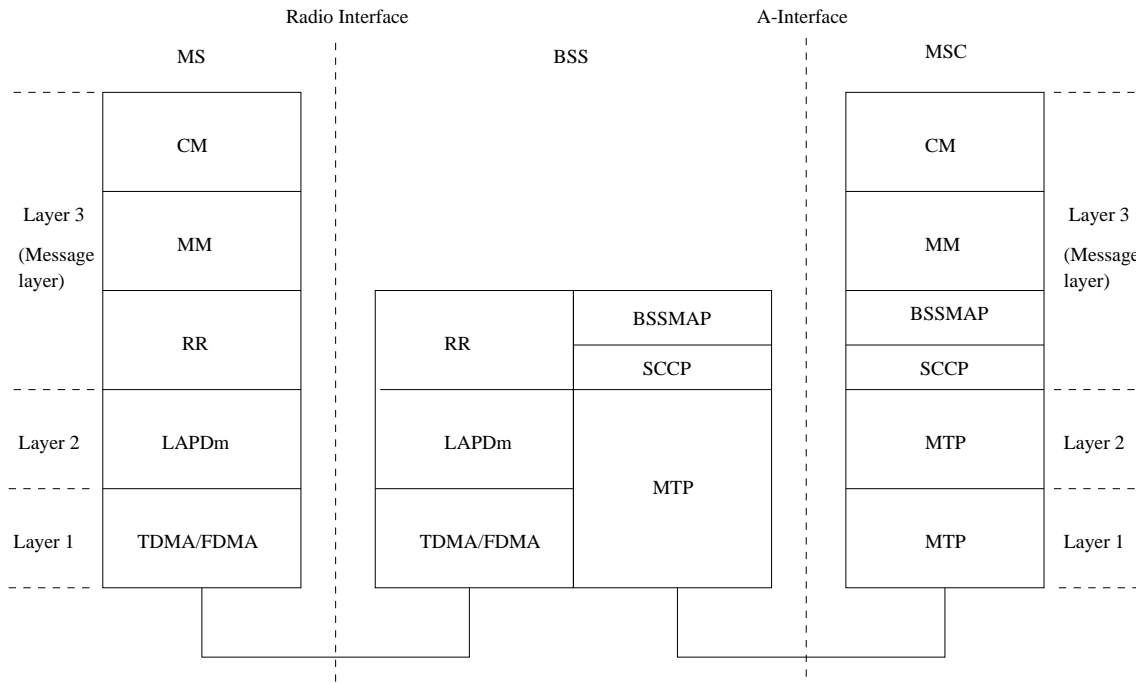 Radio Interface
A-Interface
MS
BSS
MSC
CM
CM
Layer 3
(Message
layer)
MM
MM
Layer 3
(Message
layer)
RR
RR
BSSMAP
SCCP
BSSMAP
SCCP
Layer 2
LAPDm
LAPDm
MTP
MTP
Layer 2
Layer 1
TDMA/FDMA
TDMA/FDMA
MTP
Layer 1